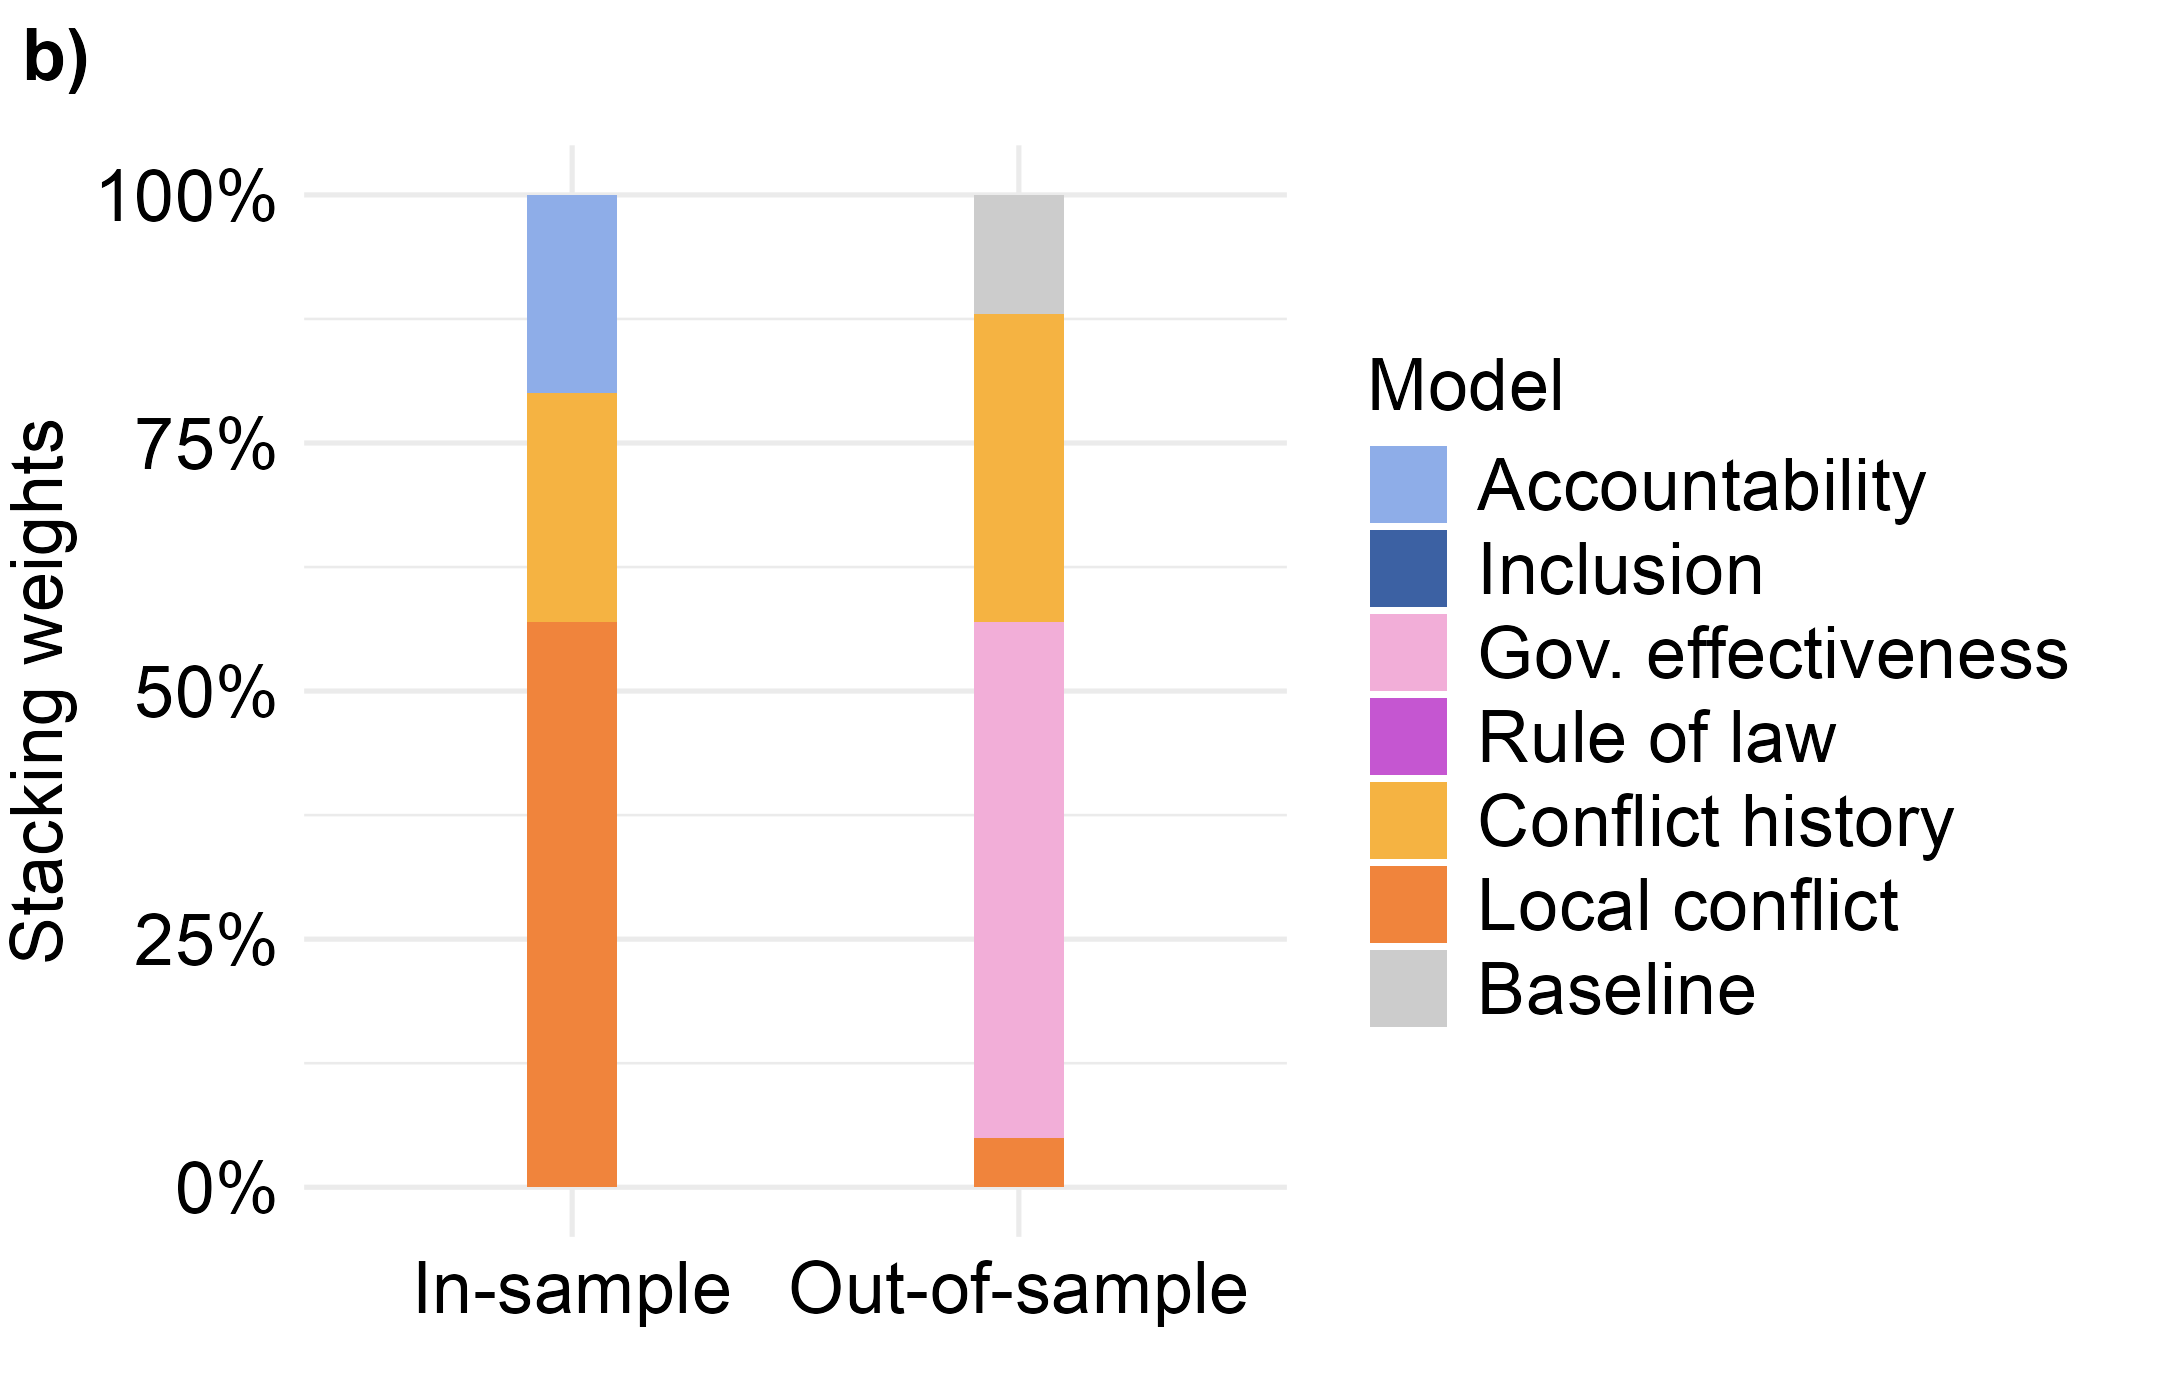 b)
Stacking weights
100%
75%
50%
25%
0%
In-sample
Out-of-sample
Model
Accountability
Inclusion
Gov. effectiveness
Rule of law
Conflict history
Local conflict
Baseline